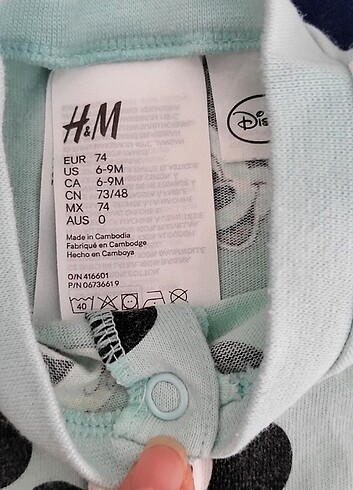 H&M
EUR 74
US 6-9M
CA 6-9M
CN 73/48
MX 74
AUS 0
Made in Cambodia
Fabriqué en Cambodge
Hecho en Camboya
O/N 416601
P/N 06736619
40